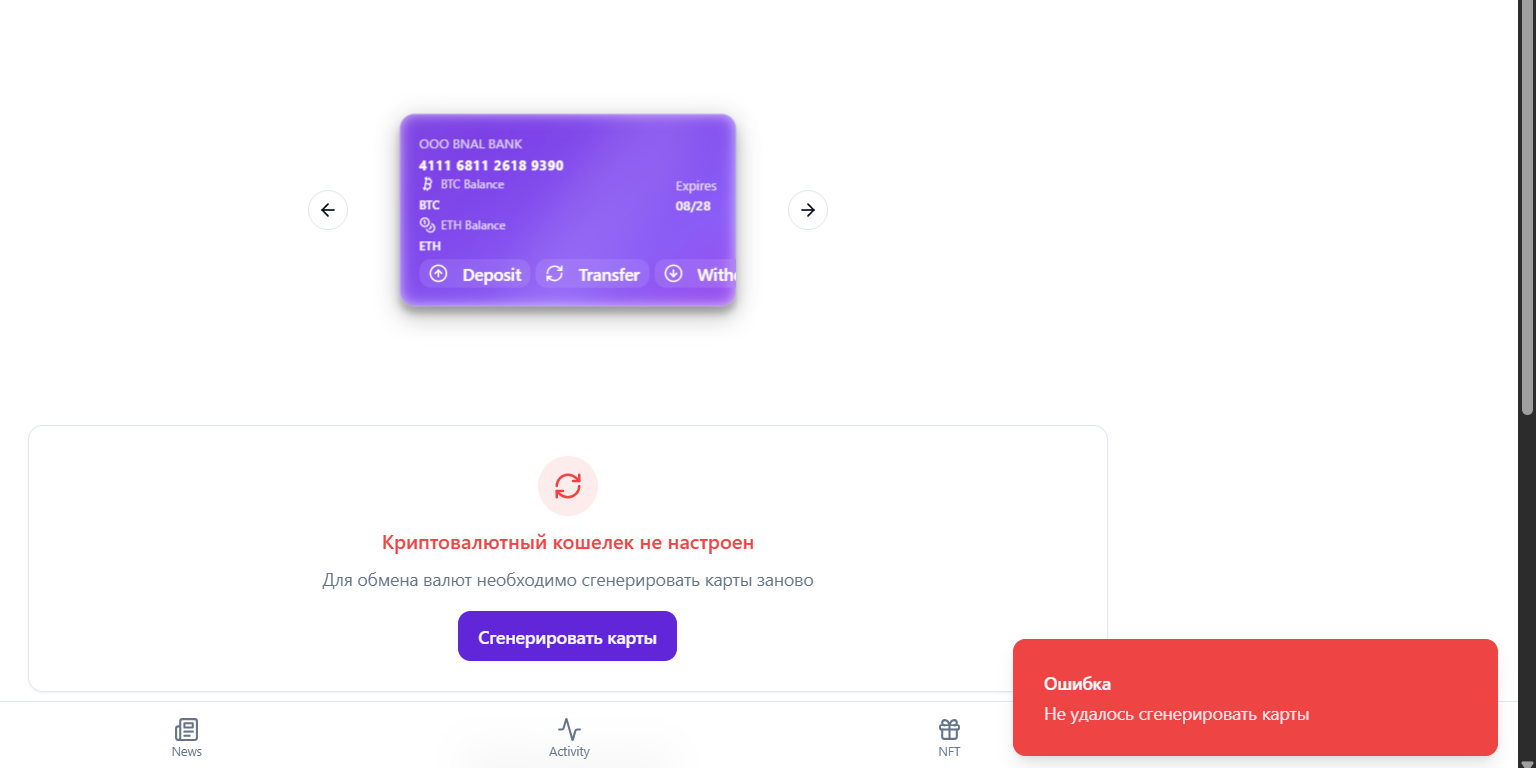 OOO BNAL BANK
4111 6811 2618 9390
BTC Balance
Expires
BTC
08/28
ETH Balance
ETH
Deposit
Transfer
Withd
Криптовалютный кошелек не настроен
Для обмена валют необходимо сгенерировать карты заново
Сгенерировать карты
Ошибка
Не удалось сгенерировать карты
News
Activity
NFT